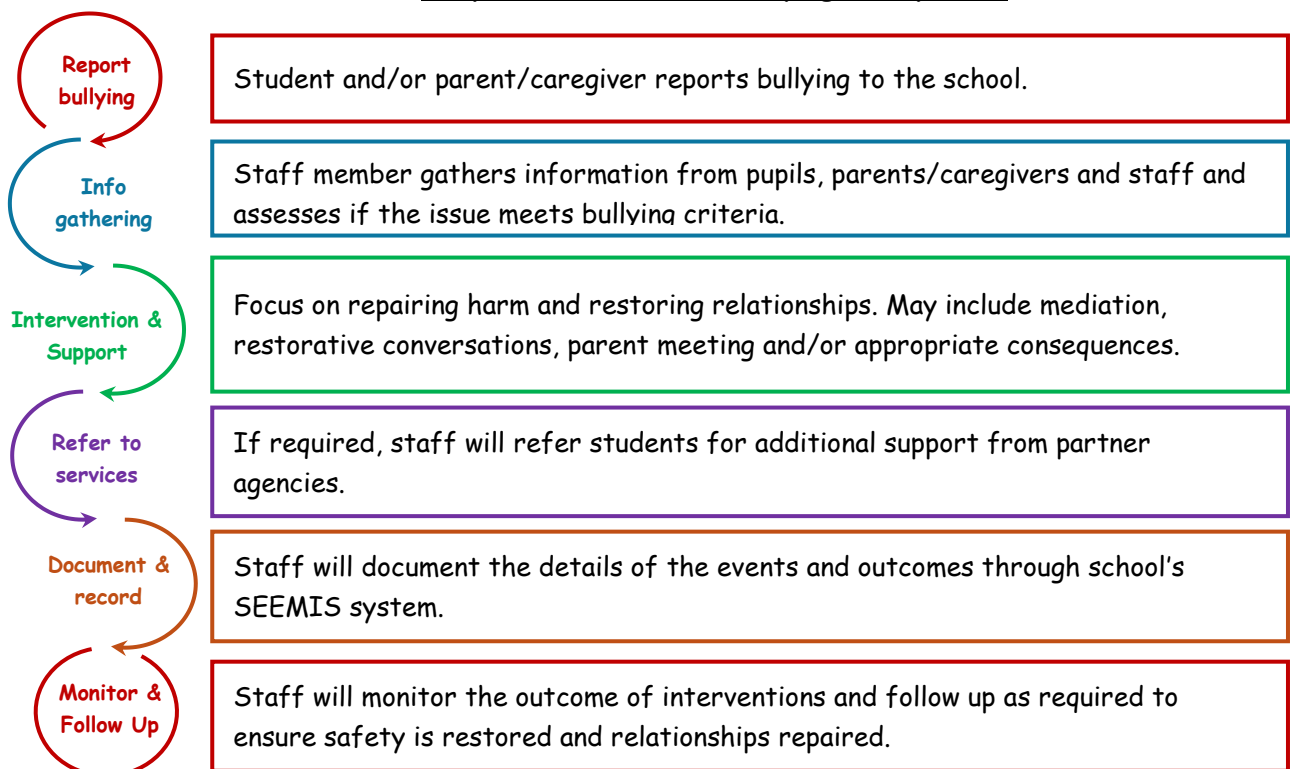 Report
bullying
Student and/or parent/caregiver reports bullying to the school.
Info
gathering
Staff member gathers information from pupils, parents/caregivers and staff and
assesses if the issue meets bullying criteria.
Intervention &
Support
Focus on repairing harm and restoring relationships. May include mediation,
restorative conversations, parent meeting and/or appropriate consequences.
Refer to
services
If required, staff will refer students for additional support from partner
agencies.
Document &
record
Staff will document the details of the events and outcomes through school’s
SEEMIS system.
Monitor &
Follow Up
Staff will monitor the outcome of interventions and follow up as required to
ensure safety is restored and relationships repaired.